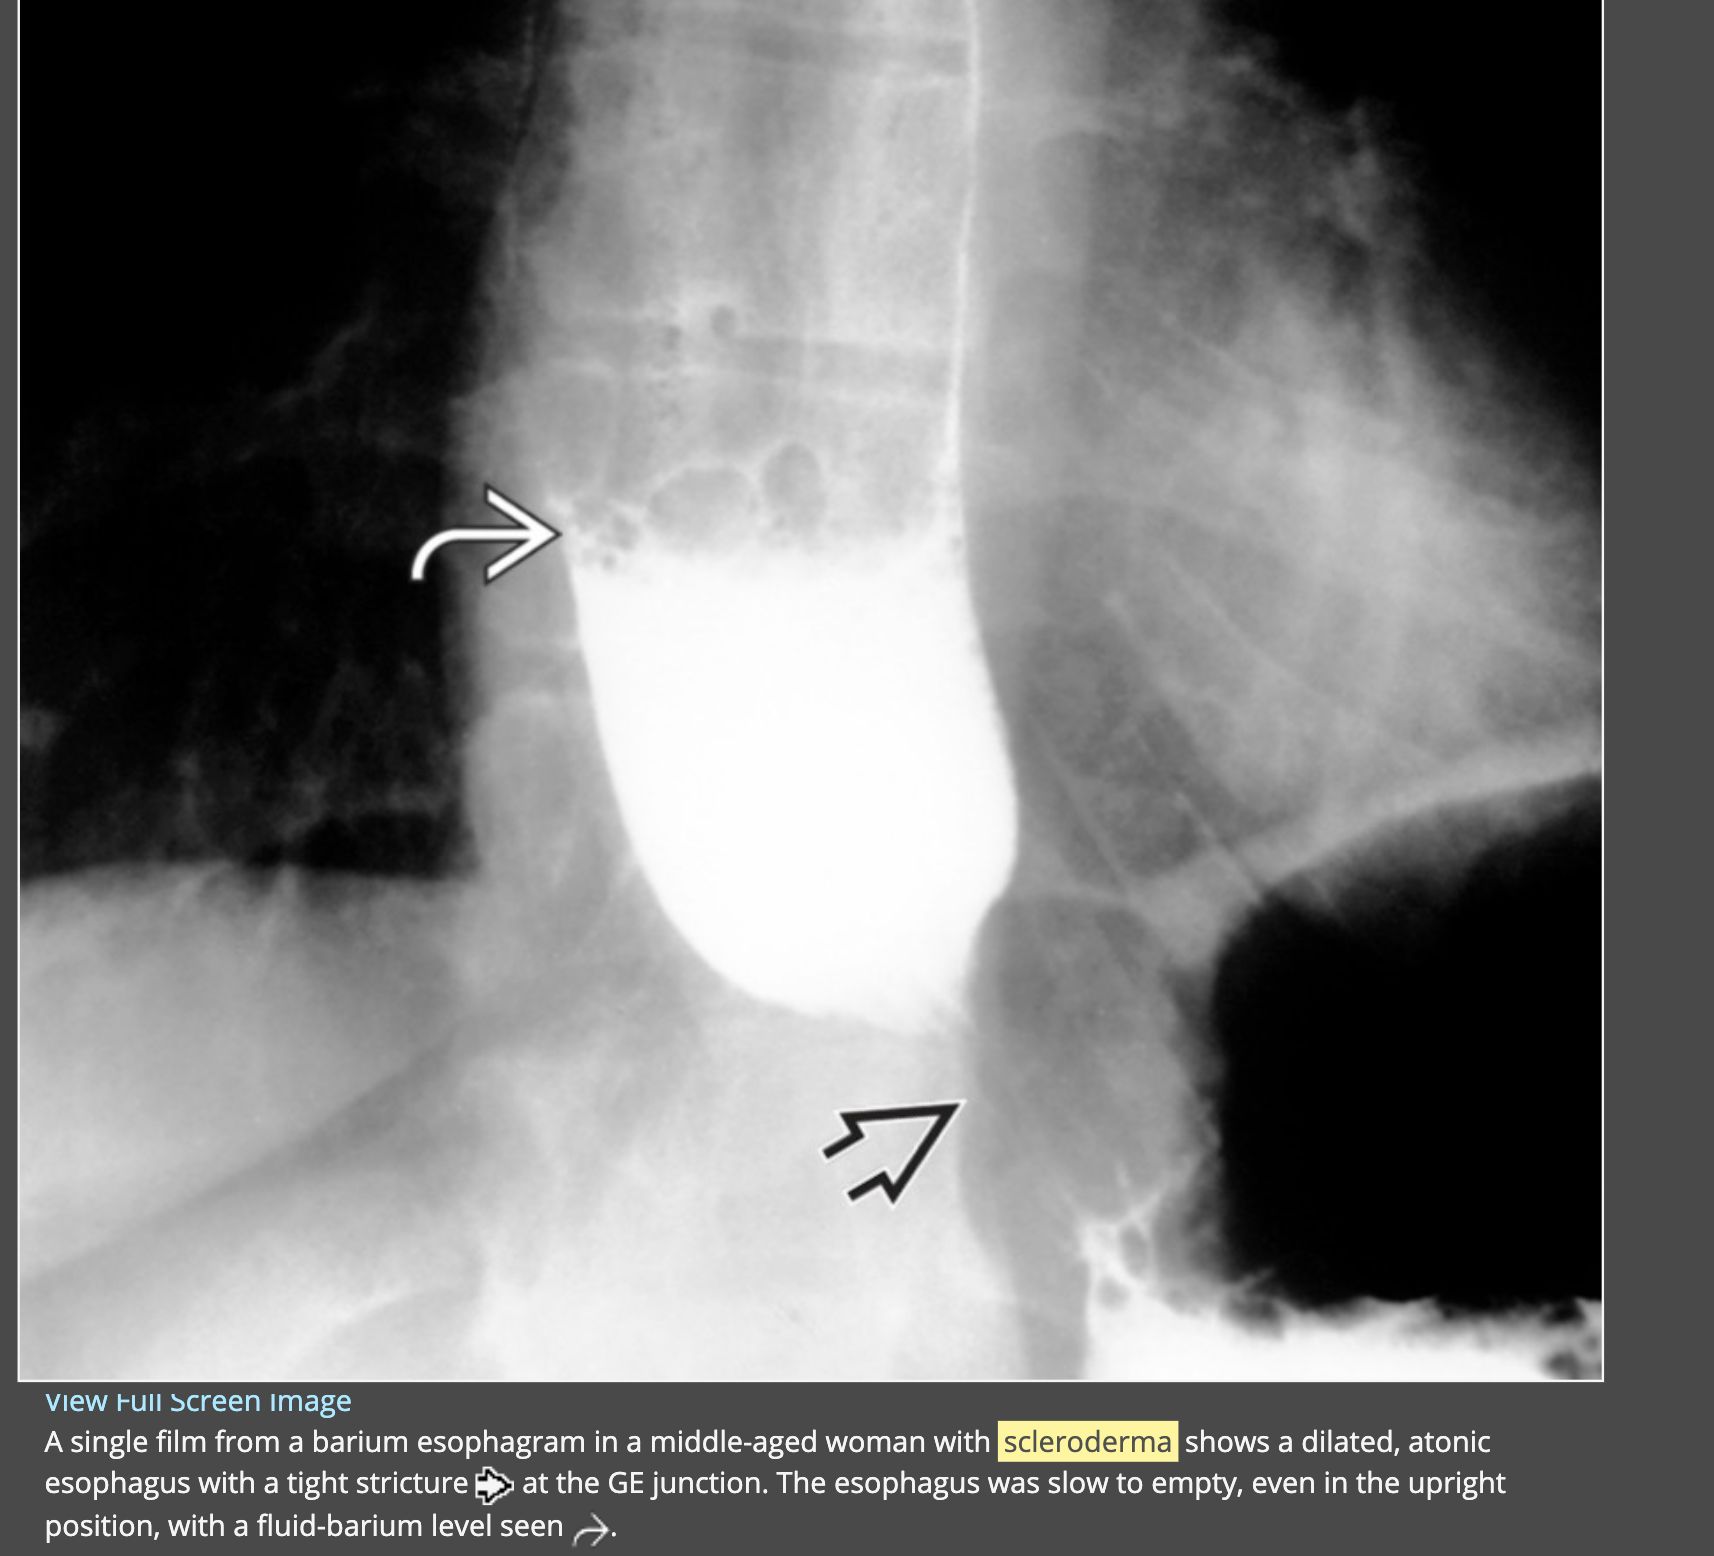 View Full Screen Image
A single film from a barium esophagram in a middle-aged woman with scleroderma shows a dilated, atonic
esophagus with a tight stricture at the GE junction. The esophagus was slow to empty, even in the upright
position, with a fluid-barium level seen .